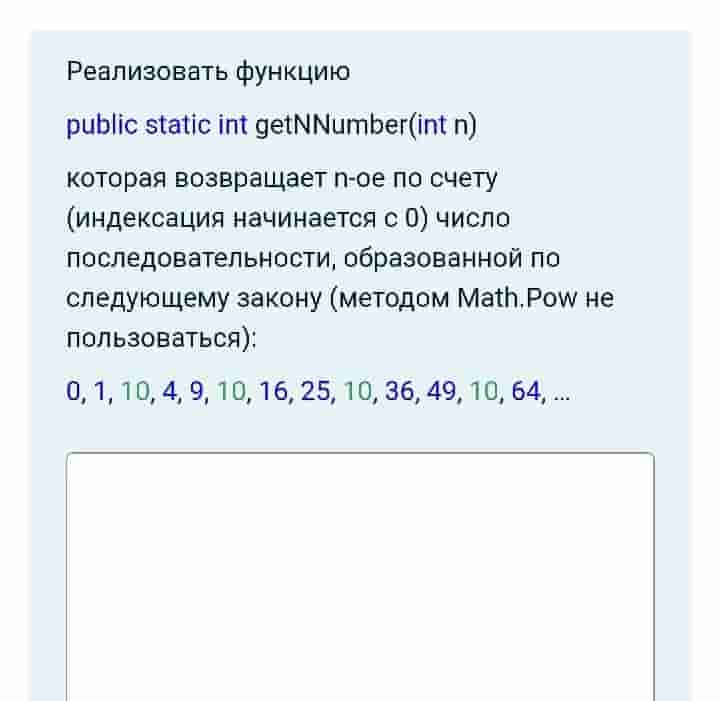 Реализовать функцию
public static int getNNumber(int n)
которая возвращает n-ое по счету
(индексация начинается с 0) число
последовательности, образованной по
следующему закону (методом Math.Pow не
пользоваться):
0, 1, 10, 4, 9, 10, 16, 25, 10, 36, 49, 10, 64, ...